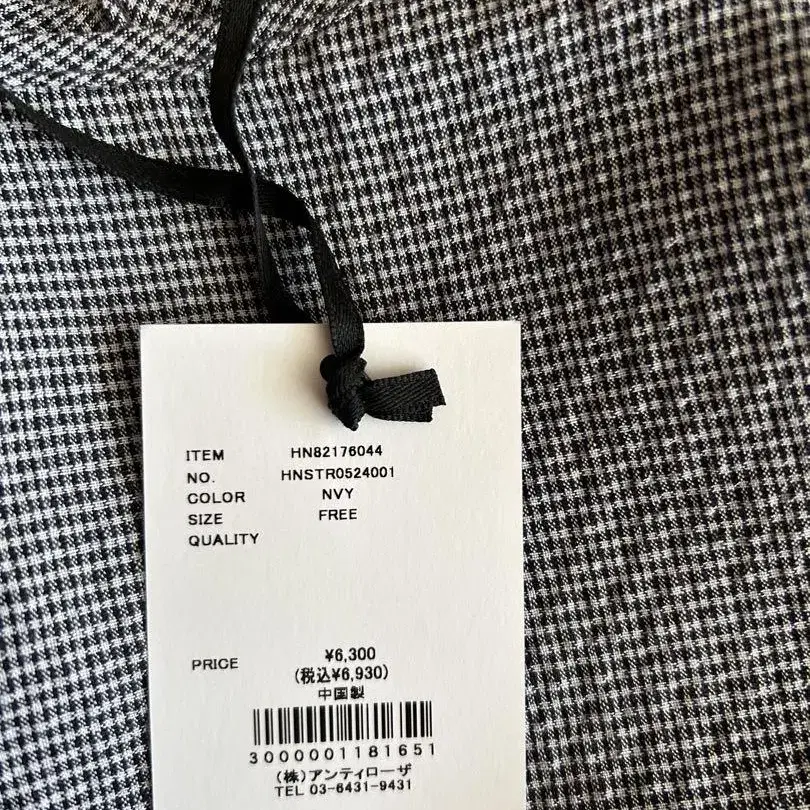 ITEM HN82176044
NO. HNSTR0524001
COLOR NVY
SIZE FREE
QUALITY
PRICE ¥6,300
(税込¥6,930)
中国製
3000001181651
(株)アンティローザ
TEL 03-6431-9431